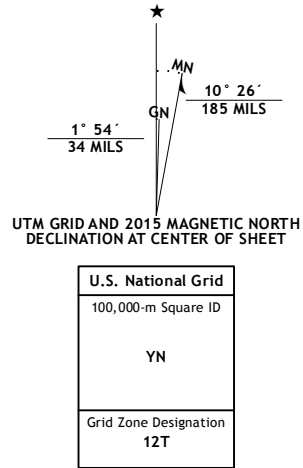 ★
MN
GN
10° 26´
185 MILS
1° 54´
34 MILS
UTM GRID AND 2015 MAGNETIC NORTH
DECLINATION AT CENTER OF SHEET
U.S. National Grid
100,000-m Square ID
YN
Grid Zone Designation
12T